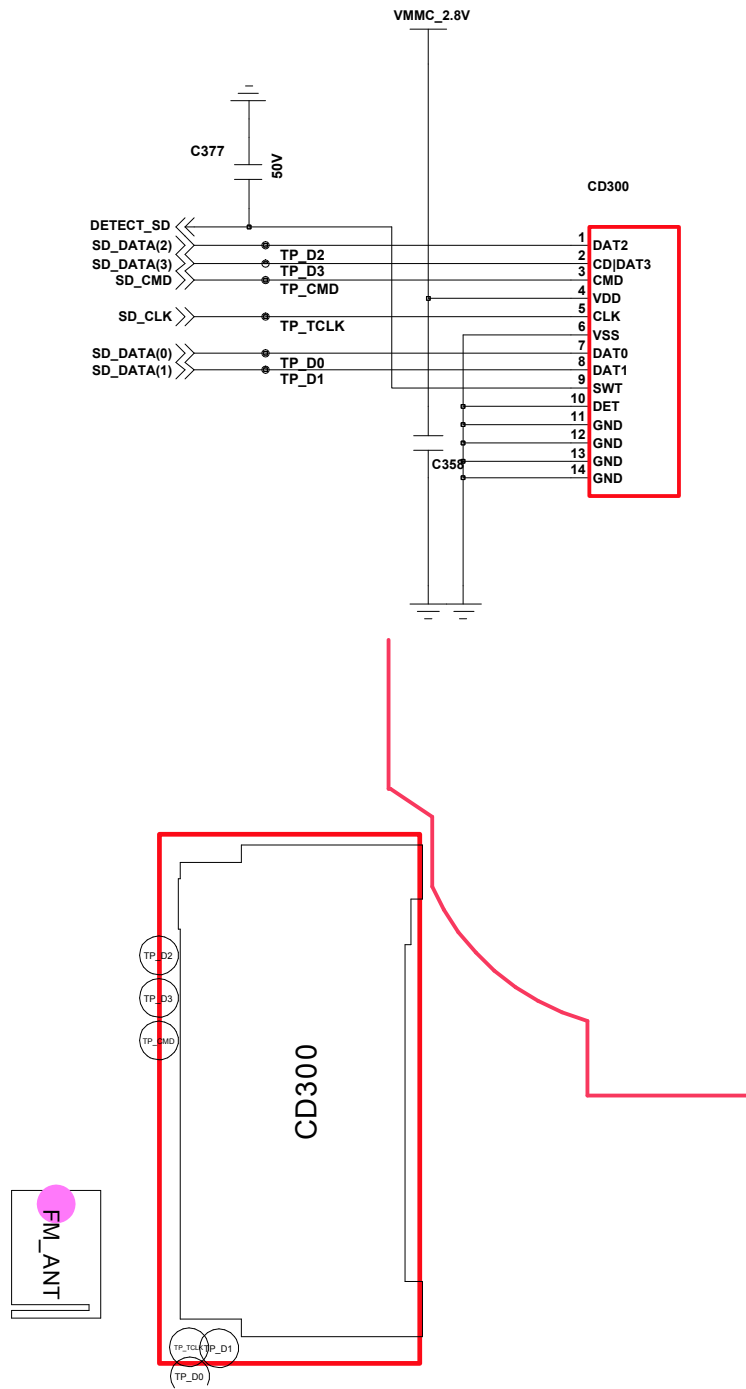 VMMC_2.8V
C377
50V
CD300
DETECT_SD
SD_DATA(2)
SD_DATA(3)
SD_CMD
SD_CLK
SD_DATA(0)
SD_DATA(1)
TP_D2
TP_D3
TP_CMD
TP_TCLK
TP_D0
TP_D1
1 DAT2
2 CD|DAT3
3 CMD
4 VDD
5 CLK
6 VSS
7 DAT0
8 DAT1
9 SWT
10 DET
11 GND
12 GND
13 GND
14 GND
C358
TP_D2
TP_D3
TP_CMD
CD300
FM_ANT
TP_TCLK
TP_D1
TP_D0